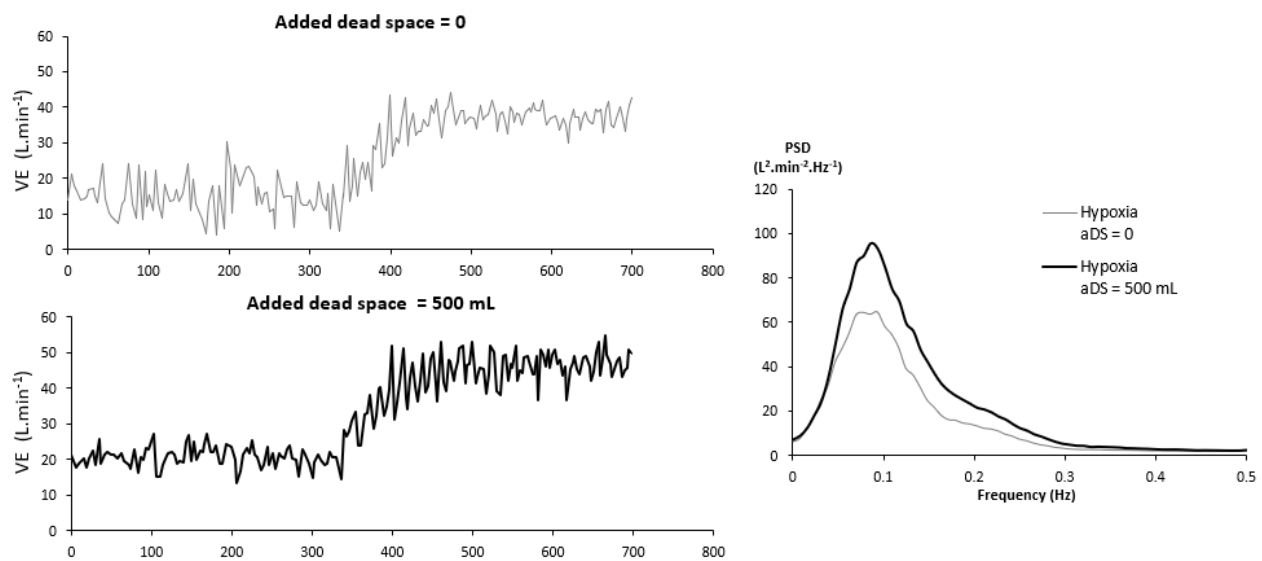 Added dead space = 0
VE (L.min⁻¹)
60
50
40
30
20
10
0
0 100 200 300 400 500 600 700 800
Added dead space = 500 mL
VE (L.min⁻¹)
60
50
40
30
20
10
0
0 100 200 300 400 500 600 700 800
PSD
(L².min⁻².Hz⁻¹)
120
100
80
60
40
20
0
0 0.1 0.2 0.3 0.4 0.5
Frequency (Hz)
Hypoxia
aDS = 0
Hypoxia
aDS = 500 mL